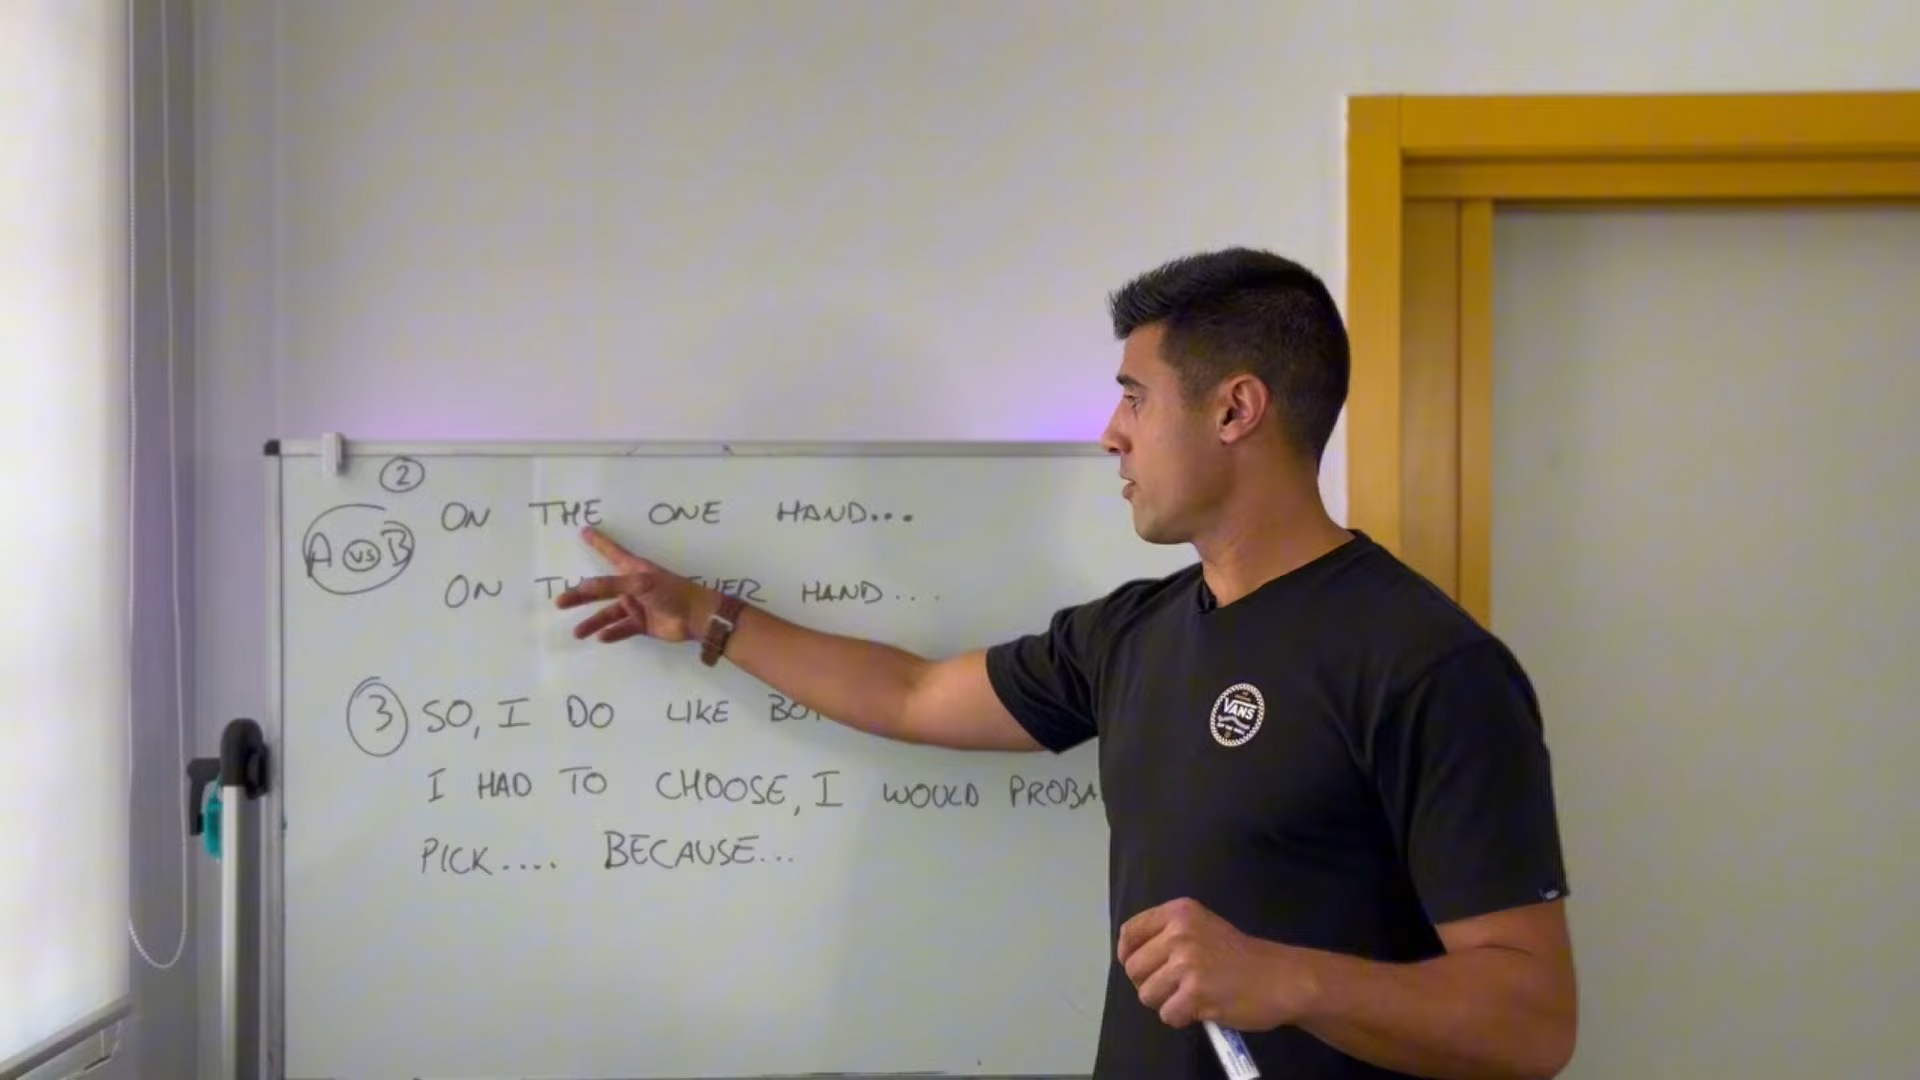 2
ON THE ONE HAND...
A VS B
ON HAND....
3 SO, I DO LIKE
I HAD TO CHOOSE, I WOULD
PICK.... BECAUSE...
VANS